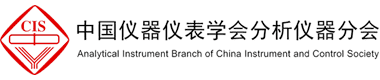 CIS
中国仪器仪表学会分析仪器分会
Analytical Instrument Branch of China Instrument and Control Society